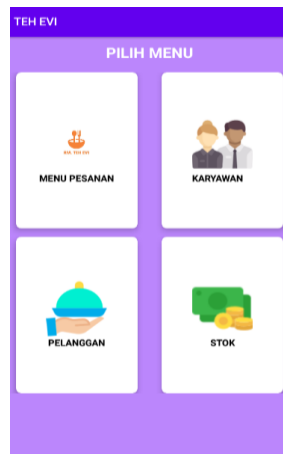 TEH EVI
PILIH MENU
MENU PESANAN
KARYAWAN
PELANGGAN
STOK